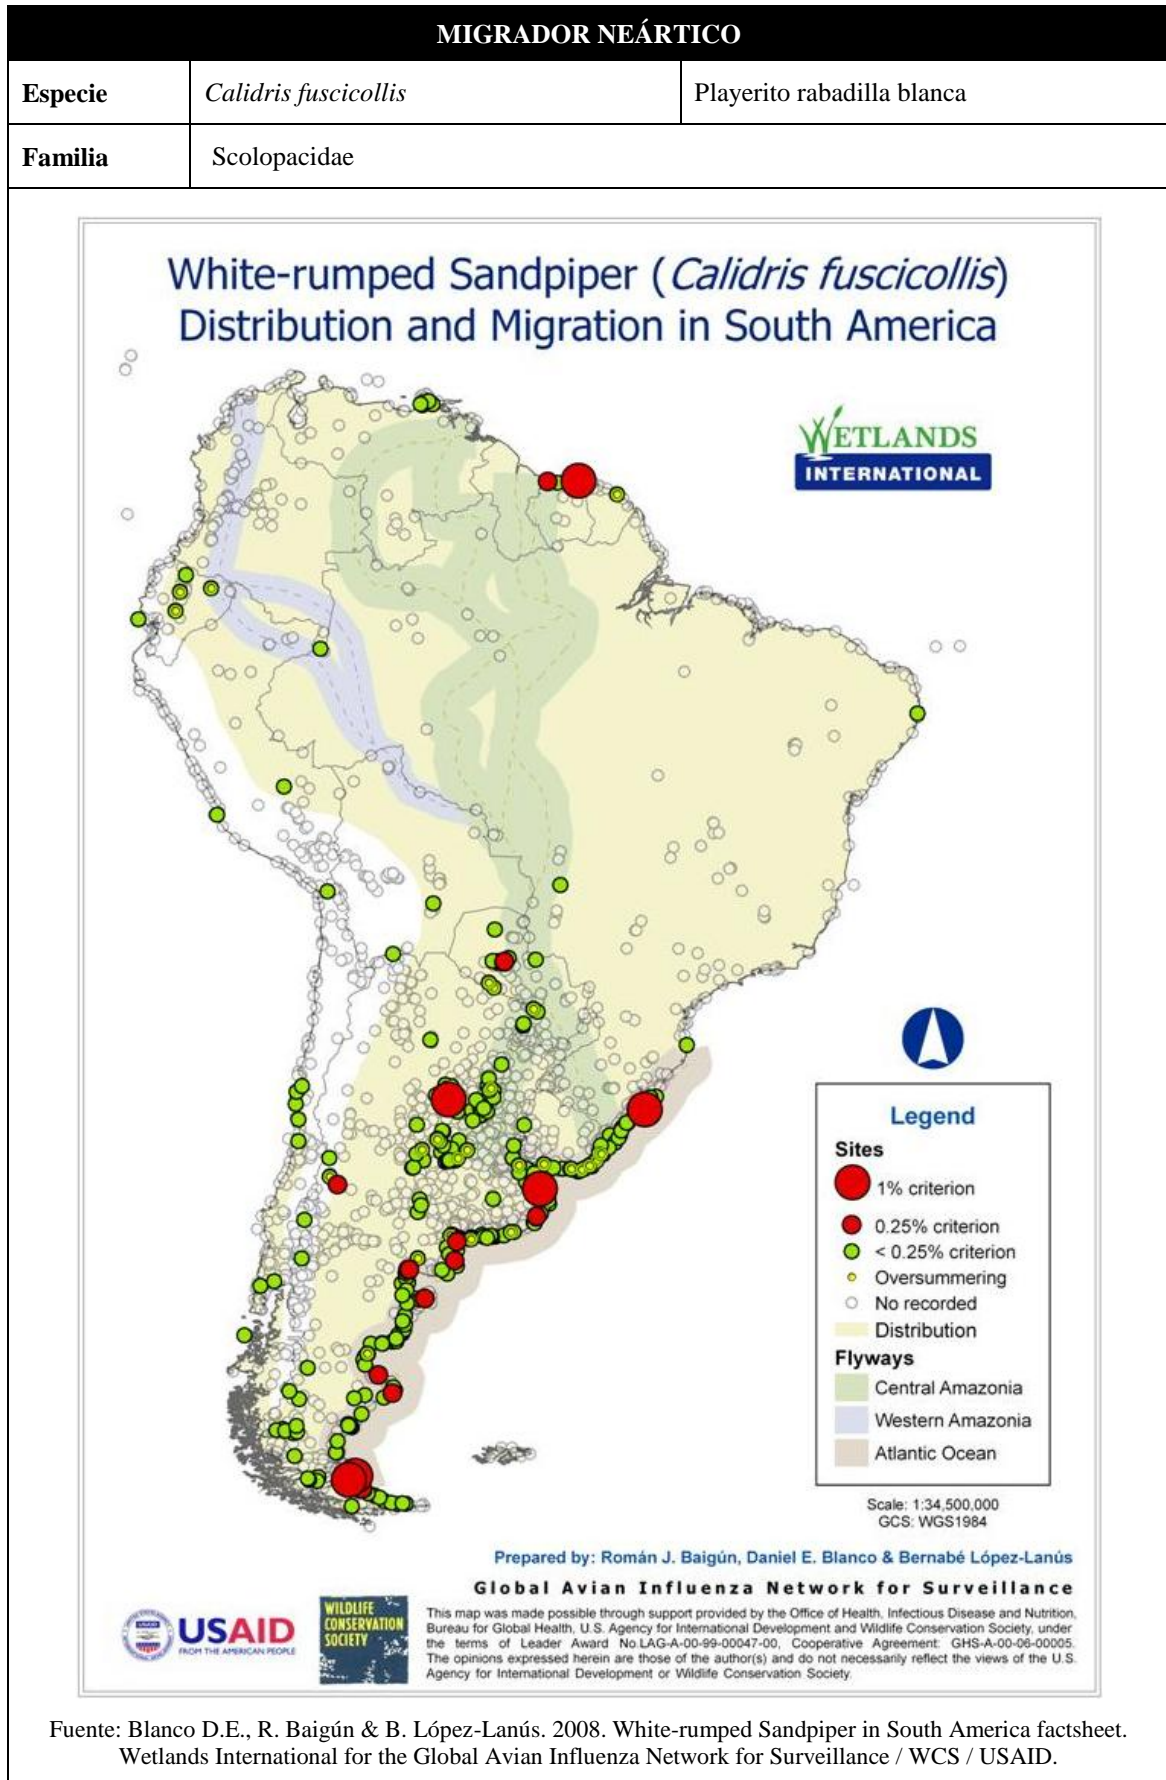 MIGRADOR NEÁRTICO
Especie
Calidris fuscicollis
Playerito rabadilla blanca
Familia
Scolopacidae
White-rumped Sandpiper (Calidris fuscicollis)
Distribution and Migration in South America
WETLANDS
INTERNATIONAL
Legend
Sites
1% criterion
0.25% criterion
< 0.25% criterion
Oversummering
No recorded
Distribution
Flyways
Central Amazonia
Western Amazonia
Atlantic Ocean
Scale: 1:34,500,000
GCS: WGS1984
Prepared by: Román J. Baigún, Daniel E. Blanco & Bernabé López-Lanús
Global Avian Influenza Network for Surveillance
USAID
FROM THE AMERICAN PEOPLE
WILDLIFE
CONSERVATION
SOCIETY
This map was made possible through support provided by the Office of Health, Infectious Disease and Nutrition,
Bureau for Global Health, U.S. Agency for International Development and Wildlife Conservation Society, under
the terms of Leader Award No.LAG-A-00-99-00047-00, Cooperative Agreement: GHS-A-00-06-00005.
The opinions expressed herein are those of the author(s) and do not necessarily reflect the views of the U.S.
Agency for International Development or Wildlife Conservation Society.
Fuente: Blanco D.E., R. Baigún & B. López-Lanús. 2008. White-rumped Sandpiper in South America factsheet.
Wetlands International for the Global Avian Influenza Network for Surveillance / WCS / USAID.